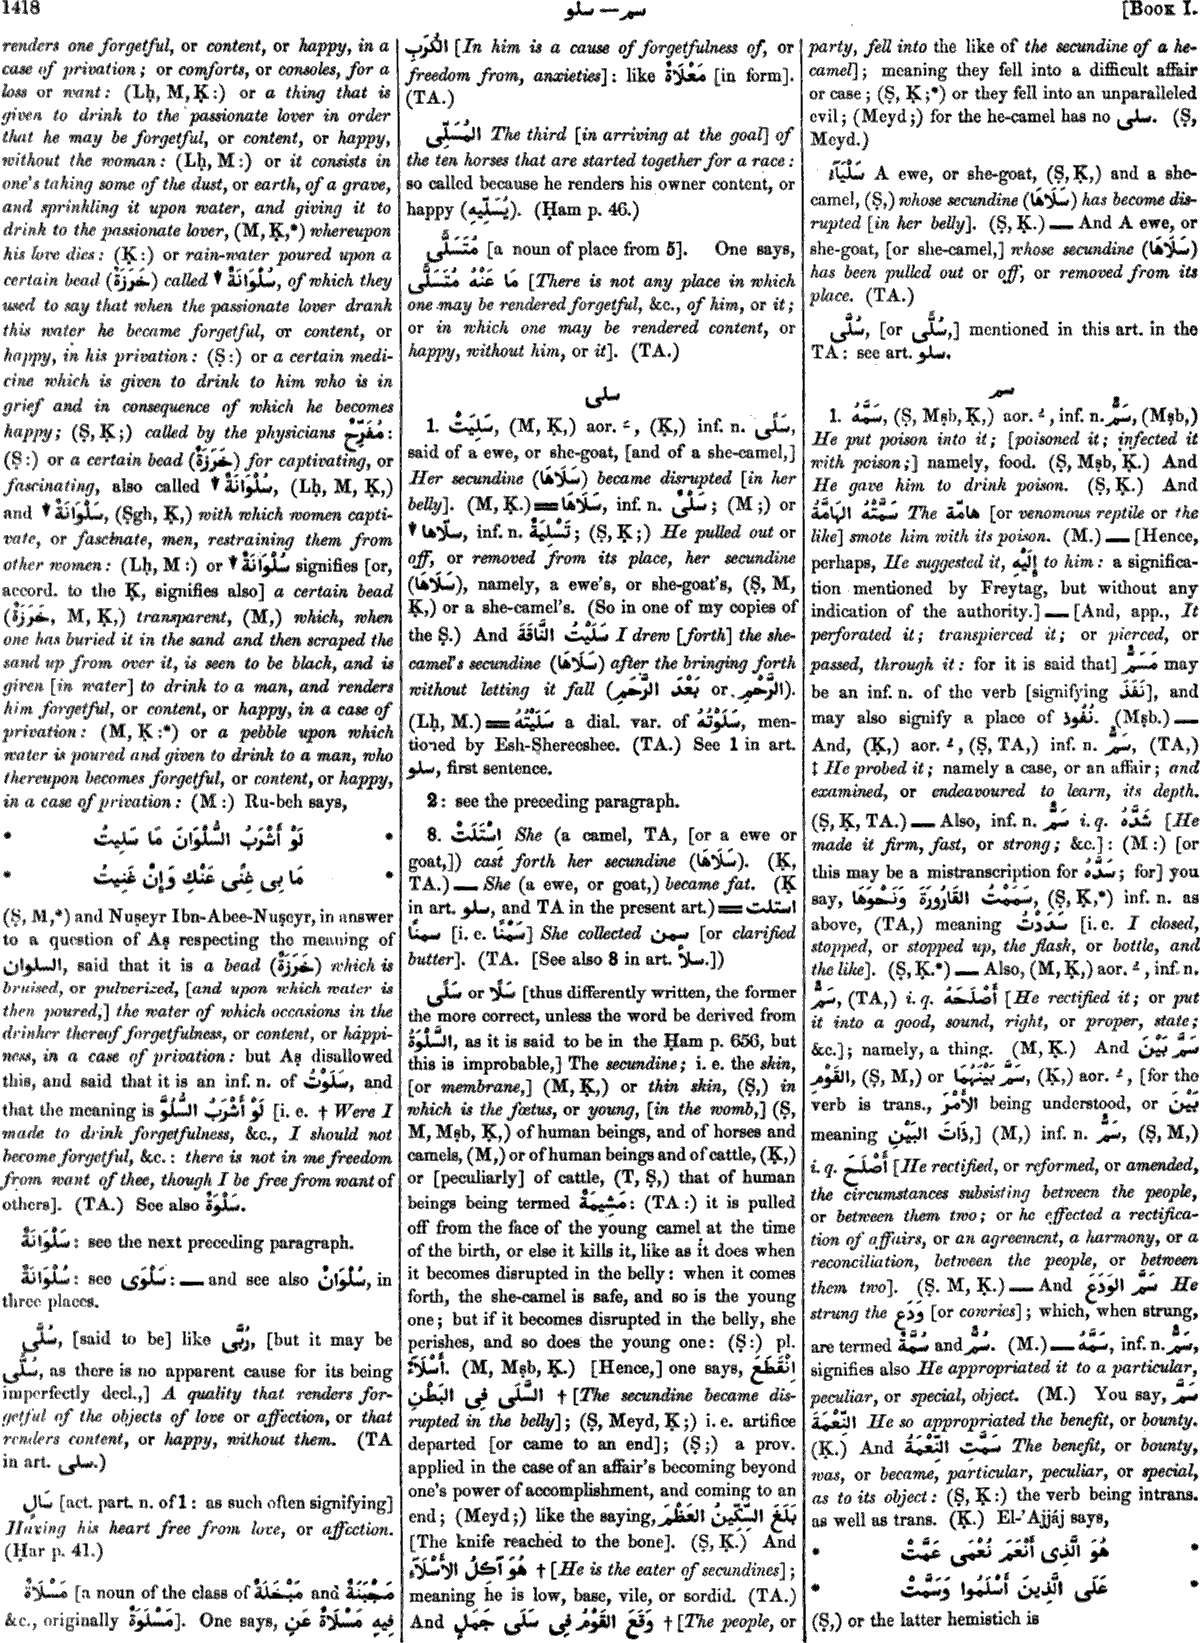 1418
سلو — سم
[BOOK I.
renders one forgetful, or content, or happy, in a
case of privation; or comforts, or consoles, for a
loss or want: (Lḥ, M, Ḳ:) or a thing that is
given to drink to the passionate lover in order
that he may be forgetful, or content, or happy,
without the woman: (Lḥ, M:) or it consists in
one's taking some of the dust, or earth, of a grave,
and sprinkling it upon water, and giving it to
drink to the passionate lover, (M, Ḳ,*) whereupon
his love dies: (Ḳ:) or rain-water poured upon a
certain bead (خَرَزَةٌ) called ▼ سُلْوَانَةٌ, of which they
used to say that when the passionate lover drank
this water he became forgetful, or content, or
happy, in his privation: (Ṣ:) or a certain medi-
cine which is given to drink to him who is in
grief and in consequence of which he becomes
happy; (Ṣ, Ḳ;) called by the physicians مُفَرِّحٌ:
(Ṣ:) or a certain bead (خَرَزَةٌ) for captivating, or
fascinating, also called ▼ سُلْوَانَةٌ, (Lḥ, M, Ḳ,)
and ▼ سَلْوَانَةٌ, (Ṣgh, Ḳ,) with which women capti-
vate, or fascinate, men, restraining them from
other women: (Lḥ, M:) or ▼ سُلْوَانَةٌ signifies [or,
accord. to the Ḳ, signifies also] a certain bead
(خَرَزَةٌ, M, Ḳ,) transparent, (M,) which, when
one has buried it in the sand and then scraped the
sand up from over it, is seen to be black, and is
given [in water] to drink to a man, and renders
him forgetful, or content, or happy, in a case of
privation: (M, Ḳ:*) or a pebble upon which
water is poured and given to drink to a man, who
thereupon becomes forgetful, or content, or happy,
in a case of privation: (M:) Ru-beh says,
* لَوْ أَشْرَبُ السُّلْوَانَ مَا سَلِيتُ *
* مَا بِى غِنًى عَنْكِ وَإِنْ غَنِيتُ *
(Ṣ, M,*) and Nuṣeyr Ibn-Abee-Nuṣeyr, in answer
to a question of Aṣ respecting the meaning of
السلوان, said that it is a bead (خَرَزَةٌ) which is
bruised, or pulverized, [and upon which water is
then poured,] the water of which occasions in the
drinker thereof forgetfulness, or content, or happi-
ness, in a case of privation: but Aṣ disallowed
this, and said that it is an inf. n. of سَلَوْتُ, and
that the meaning is لَوْ أَشْرَبُ السُّلُوَّ [i. e. † Were I
made to drink forgetfulness, &c., I should not
become forgetful, &c.: there is not in me freedom
from want of thee, though I be free from want of
others]. (TA.) See also سَلْوَةٌ.
سَلْوَانَةٌ: see the next preceding paragraph.
سُلْوَانَةٌ: see سَلْوَى: — and see also سُلْوَانٌ, in
three places.
سُلَّى, [said to be] like رُبَّى, [but it may be
سُلًّى, as there is no apparent cause for its being
imperfectly decl.,] A quality that renders for-
getful of the objects of love or affection, or that
renders content, or happy, without them. (TA
in art. سلى.)
سَالٍ [act. part. n. of 1: as such often signifying]
Having his heart free from love, or affection.
(Ḥar p. 41.)
مَسْلَاةٌ [a noun of the class of مَبْخَلَةٌ and مَجْبَنَةٌ
&c., originally مَسْلَوَةٌ]. One says, فِيهِ مَسْلَاةٌ عَنِ
الكَرْبِ [In him is a cause of forgetfulness of, or
freedom from, anxieties]: like مَعْلَاةٌ [in form].
(TA.)
المُسَلِّى The third [in arriving at the goal] of
the ten horses that are started together for a race:
so called because he renders his owner content, or
happy (يُسَلِّيهِ). (Ḥam p. 46.)
مُتَسَلًّى [a noun of place from 5]. One says,
مَا عَنْهُ مُتَسَلًّى [There is not any place in which
one may be rendered forgetful, &c., of him, or it;
or in which one may be rendered content, or
happy, without him, or it]. (TA.)
سلى
1. سَلِيَتْ, (M, Ḳ,) aor. ـَ, (Ḳ,) inf. n. سَلًى,
said of a ewe, or she-goat, [and of a she-camel,]
Her secundine (سَلَاهَا) became disrupted [in her
belly]. (M, Ḳ.) = سَلَاهَا, inf. n. سَلْىٌ; (M;) or
▼ سلّاها, inf. n. تَسْلِيَةٌ; (Ṣ, Ḳ;) He pulled out or
off, or removed from its place, her secundine
(سَلَاهَا), namely, a ewe's, or she-goat's, (Ṣ, M,
Ḳ,) or a she-camel's. (So in one of my copies of
the Ṣ.) And سَلَيْتُ النَّاقَةَ I drew [forth] the she-
camel's secundine (سَلَاهَا) after the bringing forth
without letting it fall (بَعْدَ الرَّحِمِ or الرَّحْمِ).
(Lḥ, M.) = سَلَيْتُهُ a dial. var. of سَلَوْتُهُ, men-
tioned by Esh-Shereeshee. (TA.) See 1 in art.
سلو, first sentence.
2: see the preceding paragraph.
8. اِسْتَلَتْ She (a camel, TA, [or a ewe or
goat,]) cast forth her secundine (سَلَاهَا). (Ḳ,
TA.) — She (a ewe, or goat,) became fat. (Ḳ
in art. سلو, and TA in the present art.) = استلت
سمنا [i. e. سَمْنًا] She collected سمن [or clarified
butter]. (TA. [See also 8 in art. سلأ.])
سَلًا or سَلًى [thus differently written, the former
the more correct, unless the word be derived from
السَّلْوَةُ, as it is said to be in the Ḥam p. 656, but
this is improbable,] The secundine; i. e. the skin,
[or membrane,] (M, Ḳ,) or thin skin, (Ṣ,) in
which is the fœtus, or young, [in the womb,] (Ṣ,
M, Mṣb, Ḳ,) of human beings, and of horses and
camels, (M,) or of human beings and of cattle, (Ḳ,)
or [peculiarly] of cattle, (T, Ṣ,) that of human
beings being termed مَشِيمَةٌ: (TA:) it is pulled
off from the face of the young camel at the time
of the birth, or else it kills it, like as it does when
it becomes disrupted in the belly: when it comes
forth, the she-camel is safe, and so is the young
one; but if it becomes disrupted in the belly, she
perishes, and so does the young one: (Ṣ:) pl.
أَسْلَآءٌ. (M, Mṣb, Ḳ.) [Hence,] one says, اِنْقَطَعَ
السَّلَى فِى البَطْنِ † [The secundine became dis-
rupted in the belly]; (Ṣ, Meyd, Ḳ;) i. e. artifice
departed [or came to an end]; (Ṣ;) a prov.
applied in the case of an affair's becoming beyond
one's power of accomplishment, and coming to an
end; (Meyd;) like the saying, بَلَغَ السِّكِّينُ العَظْمَ
[The knife reached to the bone]. (Ṣ, Ḳ.) And
هُوَ آكِلُ الأَسْلَآءِ † [He is the eater of secundines];
meaning he is low, base, vile, or sordid. (TA.)
And وَقَعَ القَوْمُ فِى سَلَى جَمَلٍ † [The people, or
party, fell into the like of the secundine of a he-
camel]; meaning they fell into a difficult affair
or case; (Ṣ, Ḳ;*) or they fell into an unparalleled
evil; (Meyd;) for the he-camel has no سلى. (Ṣ,
Meyd.)
سَلْيَآءُ A ewe, or she-goat, (Ṣ, Ḳ,) and a she-
camel, (Ṣ,) whose secundine (سَلَاهَا) has become dis-
rupted [in her belly]. (Ṣ, Ḳ.) — And A ewe, or
she-goat, [or she-camel,] whose secundine (سَلَاهَا)
has been pulled out or off, or removed from its
place. (TA.)
سُلَّى, [or سُلًّى,] mentioned in this art. in the
TA: see art. سلو.
سم
1. سَمَّهُ, (Ṣ, Mṣb, Ḳ,) aor. ـُ, inf. n. سَمٌّ, (Mṣb,)
He put poison into it; [poisoned it; infected it
with poison;] namely, food. (Ṣ, Mṣb, Ḳ.) And
He gave him to drink poison. (Ṣ, Ḳ.) And
سَمَّتْهُ الهَامَّةُ The هامّة [or venomous reptile or the
like] smote him with its poison. (M.) — [Hence,
perhaps, He suggested it, إِلَيْهِ to him: a significa-
tion mentioned by Freytag, but without any
indication of the authority.] — [And, app., It
perforated it; transpierced it; or pierced, or
passed, through it: for it is said that] مَسَمٌّ may
be an inf. n. of the verb [signifying نَفَذَ], and
may also signify a place of نُفُوذ. (Mṣb.) —
And, (Ḳ,) aor. ـُ, (Ṣ, TA,) inf. n. سَمٌّ, (TA,)
‡ He probed it; namely a case, or an affair; and
examined, or endeavoured to learn, its depth.
(Ṣ, Ḳ, TA.) — Also, inf. n. سَمٌّ i. q. شَدَّهُ [He
made it firm, fast, or strong; &c.]: (M:) [or
this may be a mistranscription for سَدَّهُ; for] you
say, سَمَمْتُ القَارُورَةَ وَنَحْوَهَا, (Ṣ, Ḳ,*) inf. n. as
above, (TA,) meaning سَدَدْتُ [i. e. I closed,
stopped, or stopped up, the flask, or bottle, and
the like]. (Ṣ, Ḳ.*) — Also, (M, Ḳ,) aor. ـُ, inf. n.
سَمٌّ, (TA,) i. q. أَصْلَحَهُ [He rectified it; or put
it into a good, sound, right, or proper, state;
&c.]; namely, a thing. (M, Ḳ.) And سَمَّ بَيْنَ
القَوْمِ, (Ṣ, M,) or سَمَّ بَيْنَهُمَا, (Ḳ,) aor. ـُ, [for the
verb is trans., الأَمْرَ being understood, or بَيْنَ
meaning ذَاتَ البَيْنِ,] (M,) inf. n. سَمٌّ, (Ṣ, M,)
i. q. أَصْلَحَ [He rectified, or reformed, or amended,
the circumstances subsisting between the people,
or between them two; or he effected a rectifica-
tion of affairs, or an agreement, a harmony, or a
reconciliation, between the people, or between
them two]. (Ṣ, M, Ḳ.) — And سَمَّ الوَدَعَ He
strung the وَدَع [or cowries]; which, when strung,
are termed سُمَّةٌ and سُمٌّ. (M.) — سَمَّهُ, inf. n. سَمٌّ,
signifies also He appropriated it to a particular,
peculiar, or special, object. (M.) You say, سَمَّ
النِّعْمَةَ He so appropriated the benefit, or bounty.
(Ḳ.) And سَمَّتِ النِّعْمَةُ The benefit, or bounty,
was, or became, particular, peculiar, or special,
as to its object: (Ṣ, Ḳ:) the verb being intrans.
as well as trans. (Ḳ.) El-'Ajjáj says,
* هُوَ الَّذِى أَنْعَمَ نُعْمَى عَمَّتْ *
* عَلَى الَّذِينَ أَسْلَمُوا وَسَمَّتْ *
(Ṣ,) or the latter hemistich is